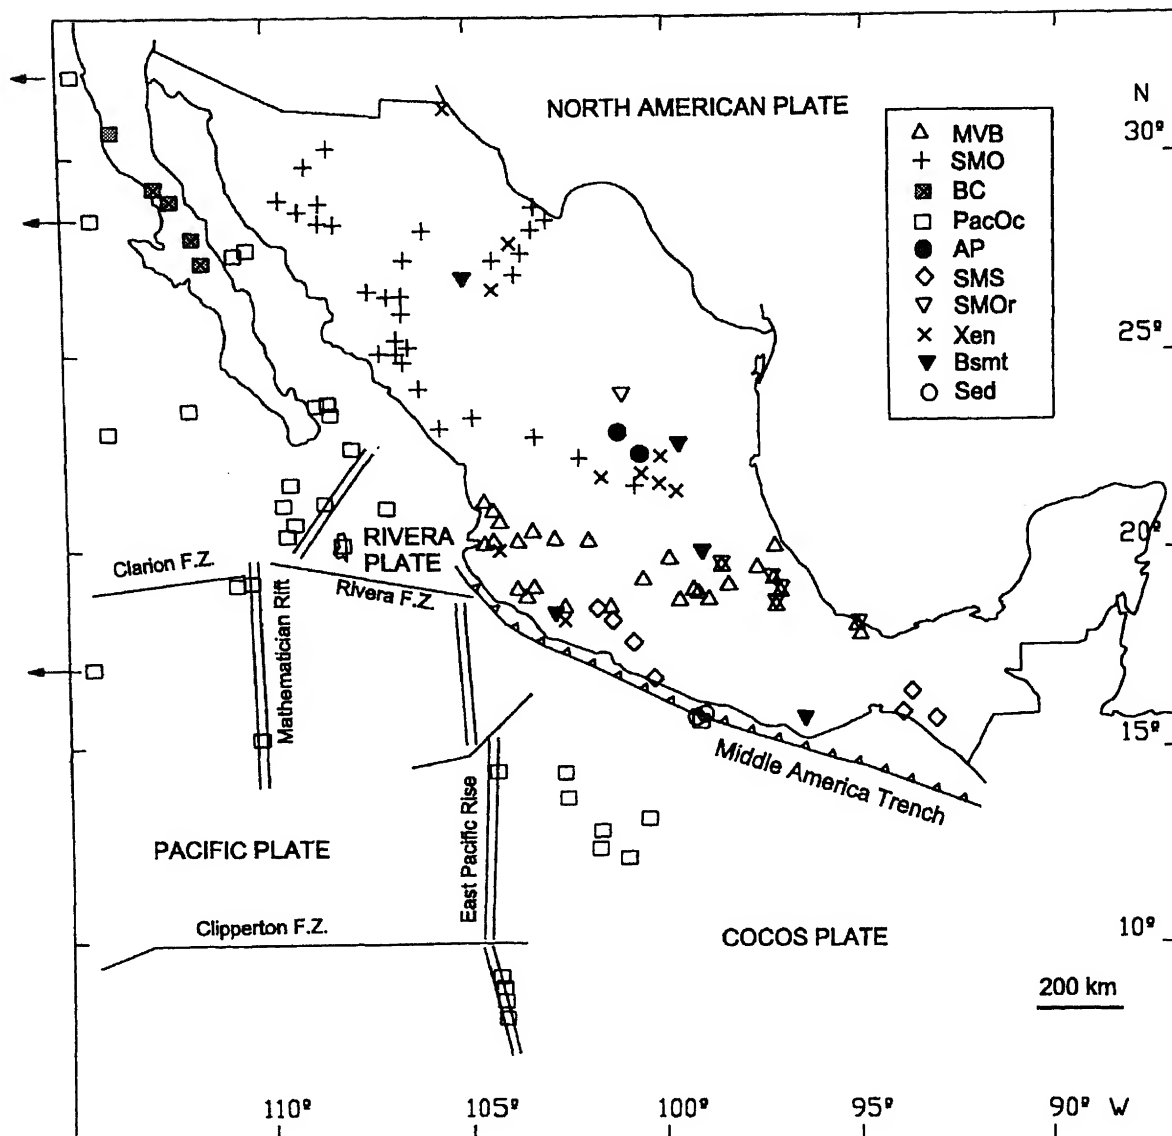 NORTH AMERICAN PLATE
N
30º
MVB
SMO
BC
PacOc
AP
SMS
SMOr
Xen
Bsmt
Sed
25º
20º
RIVERA
PLATE
Clarion F.Z.
Rivera F.Z.
Mathematician Rift
15º
Middle America Trench
East Pacific Rise
PACIFIC PLATE
Clipperton F.Z.
COCOS PLATE
10º
200 km
110º
105º
100º
95º
90º W